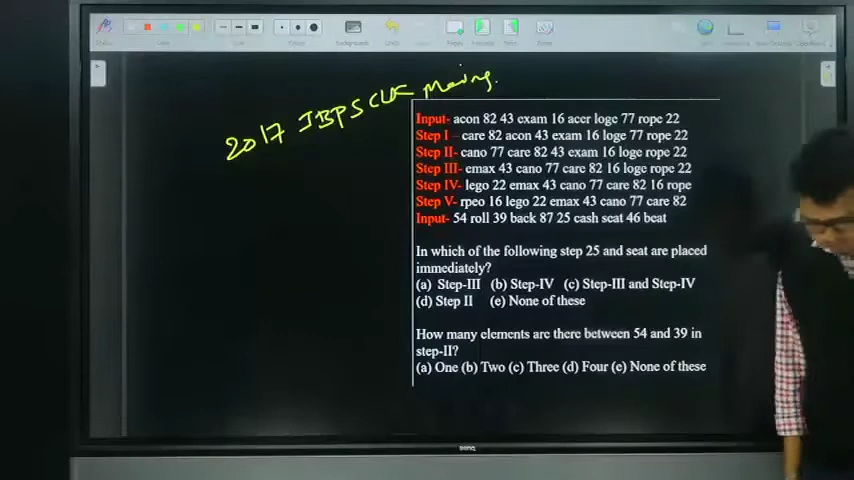 2017 IBPS CLK
Input- acon 82 43 exam 16 acer loge 77 rope 22
Step I – care 82 acon 43 exam 16 loge 77 rope 22
Step II- cano 77 care 82 43 exam 16 loge rope 22
Step III- emax 43 cano 77 care 82 16 loge rope 22
Step IV- lego 22 emax 43 cano 77 care 82 16 rope
Step V- rpeo 16 lego 22 emax 43 cano 77 care 82
Input- 54 roll 39 back 87 25 cash seat 46 beat
In which of the following step 25 and seat are placed
immediately?
(a) Step-III (b) Step-IV (c) Step-III and Step-IV
(d) Step II (e) None of these
How many elements are there between 54 and 39 in
step-II?
(a) One (b) Two (c) Three (d) Four (e) None of these